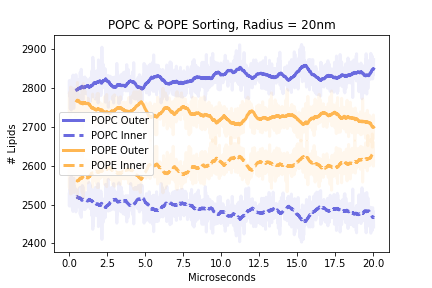 POPC & POPE Sorting, Radius = 20nm
2900
2800
2700
2600
2500
2400
# Lipids
POPC Outer
POPC Inner
POPE Outer
POPE Inner
0.0 2.5 5.0 7.5 10.0 12.5 15.0 17.5 20.0
Microseconds